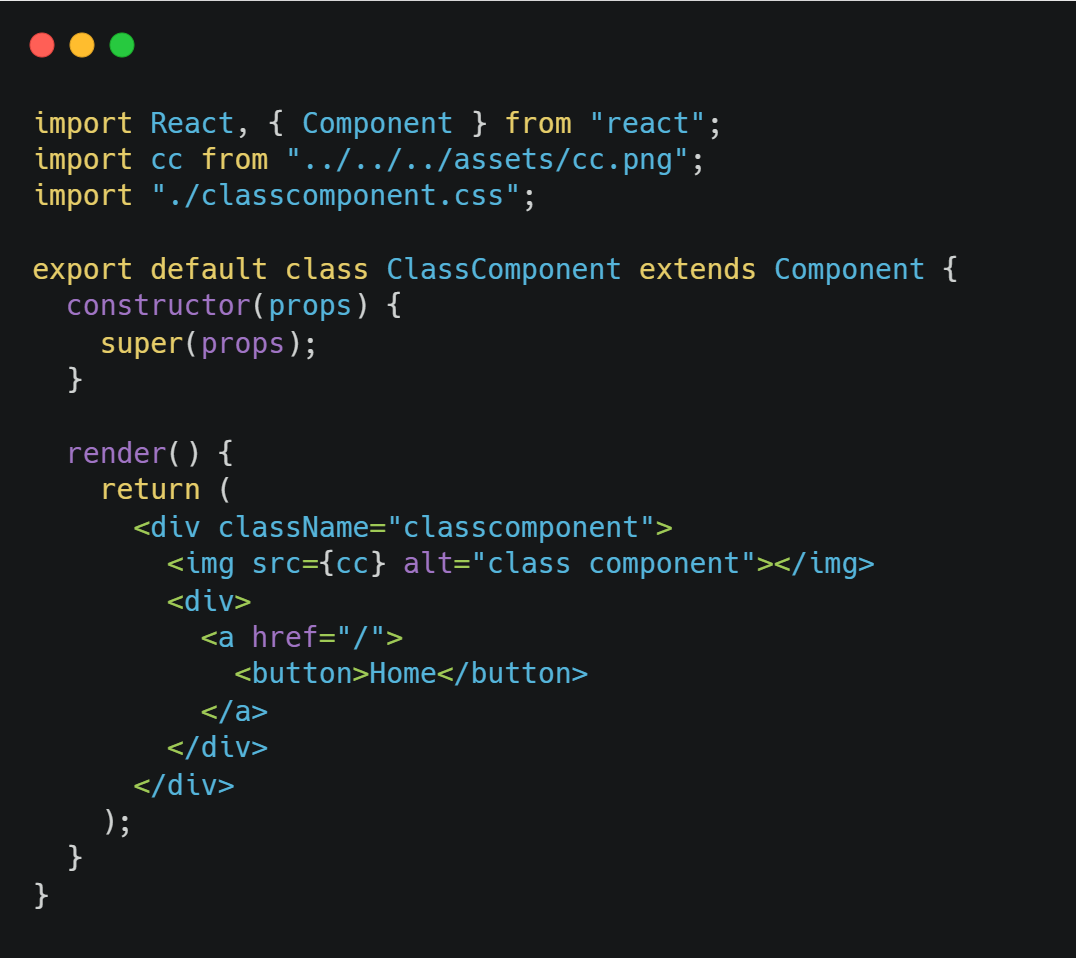 import React, { Component } from "react";
import cc from "../../../assets/cc.png";
import "./classcomponent.css";

export default class ClassComponent extends Component {
  constructor(props) {
    super(props);
  }

  render() {
    return (
      <div className="classcomponent">
        <img src={cc} alt="class component"></img>
        <div>
          <a href="/">
            <button>Home</button>
          </a>
        </div>
      </div>
    );
  }
}